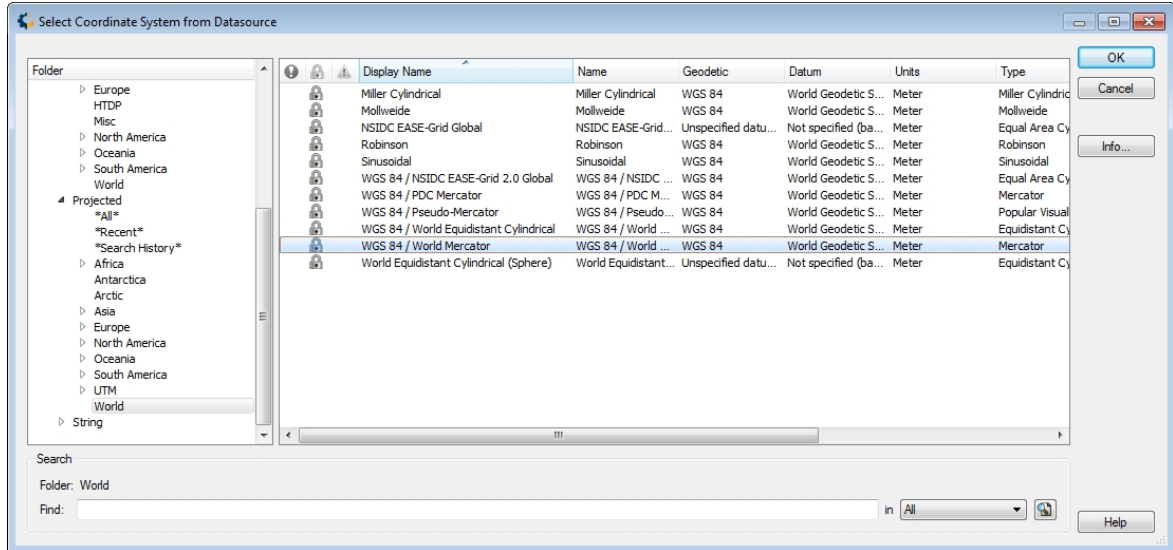 Select Coordinate System from Datasource
OK
Cancel
Info...
Help
Folder
Europe
HTDP
Misc
North America
Oceania
South America
World
Projected
*All*
*Recent*
*Search History*
Africa
Antarctica
Arctic
Asia
Europe
North America
Oceania
South America
UTM
World
String
Display Name Name Geodetic Datum Units Type
Miller Cylindrical Miller Cylindrical WGS 84 World Geodetic S... Meter Miller Cylindric
Mollweide Mollweide WGS 84 World Geodetic S... Meter Mollweide
NSIDC EASE-Grid Global NSIDC EASE-Grid... Unspecified datu... Not specified (ba... Meter Equal Area Cy
Robinson Robinson WGS 84 World Geodetic S... Meter Robinson
Sinusoidal Sinusoidal WGS 84 World Geodetic S... Meter Sinusoidal
WGS 84 / NSIDC EASE-Grid 2.0 Global WGS 84 / NSIDC ... WGS 84 World Geodetic S... Meter Equal Area Cy
WGS 84 / PDC Mercator WGS 84 / PDC M... WGS 84 World Geodetic S... Meter Mercator
WGS 84 / Pseudo-Mercator WGS 84 / Pseudo... WGS 84 World Geodetic S... Meter Popular Visual
WGS 84 / World Equidistant Cylindrical WGS 84 / World ... WGS 84 World Geodetic S... Meter Equidistant Cy
WGS 84 / World Mercator WGS 84 / World ... WGS 84 World Geodetic S... Meter Mercator
World Equidistant Cylindrical (Sphere) World Equidistant... Unspecified datu... Not specified (ba... Meter Equidistant Cy
Search
Folder: World
Find: in All